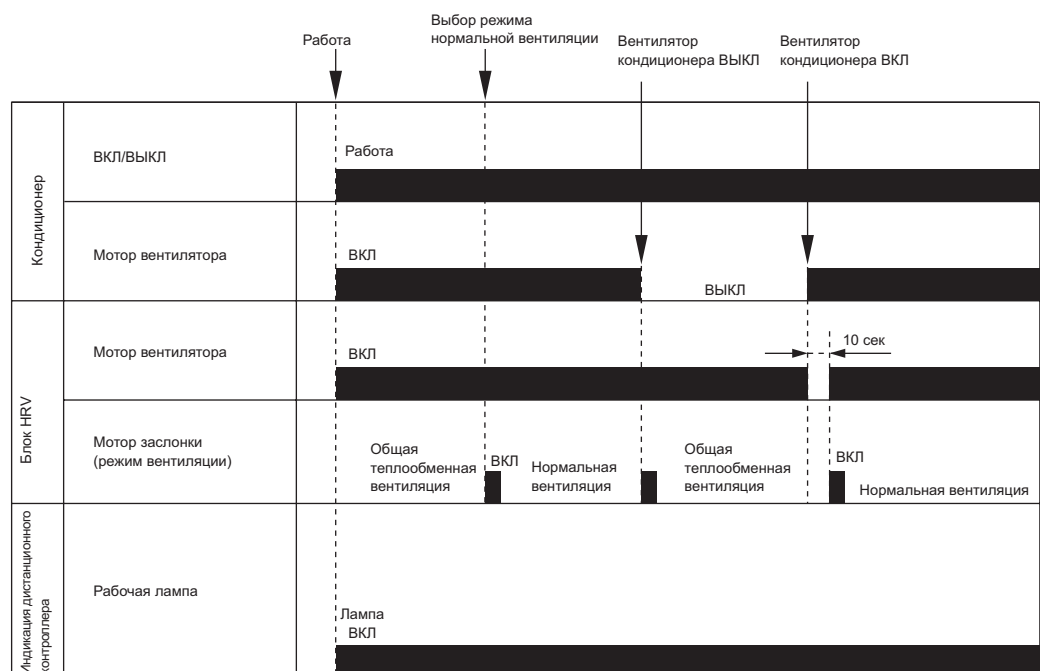 Работа
Выбор режима
нормальной вентиляции
Вентилятор
кондиционера ВЫКЛ
Вентилятор
кондиционера ВКЛ
Кондиционер
ВКЛ/ВЫКЛ
Работа
Мотор вентилятора
ВКЛ
ВЫКЛ
Блок HRV
Мотор вентилятора
ВКЛ
10 сек
Мотор заслонки
(режим вентиляции)
Общая
теплообменная
вентиляция
ВКЛ
Нормальная
вентиляция
Общая
теплообменная
вентиляция
ВКЛ
Нормальная вентиляция
Индикация дистанционного
контроллера
Рабочая лампа
Лампа
ВКЛ